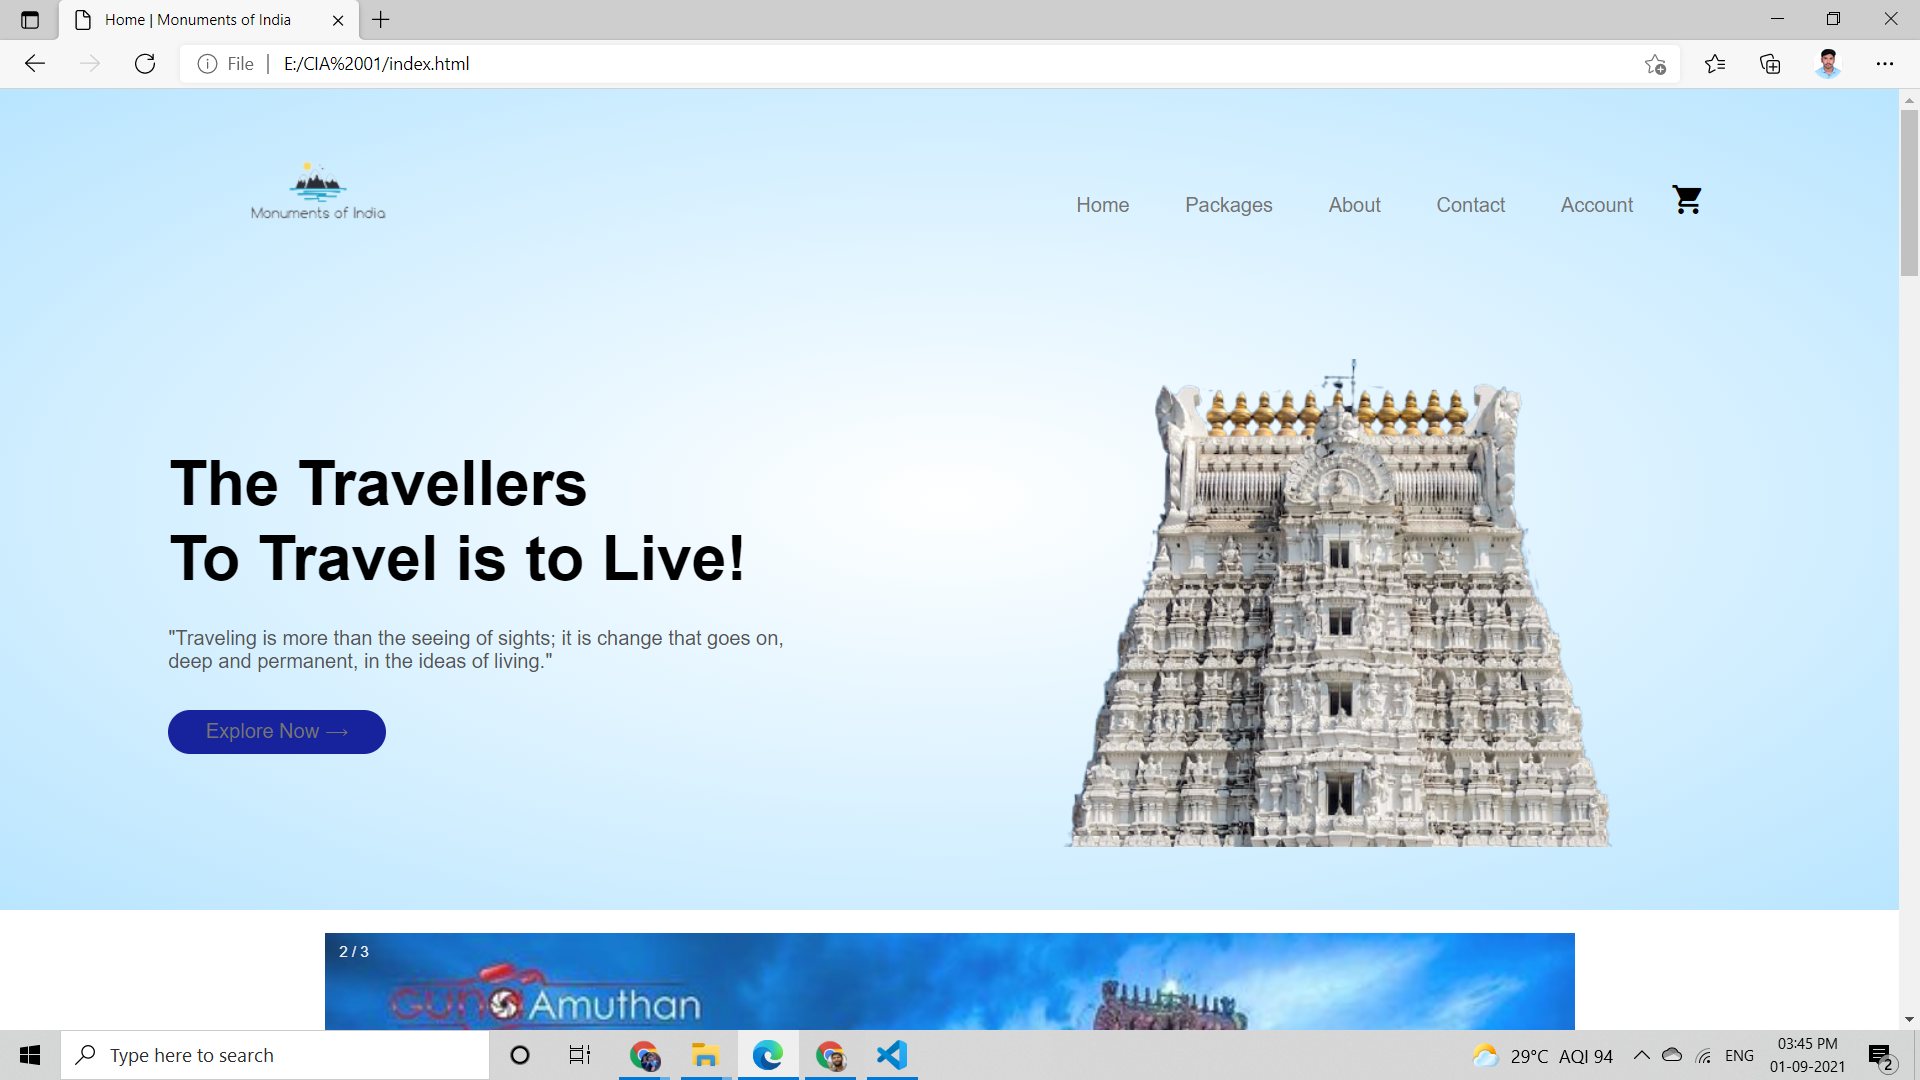 Home | Monuments of India
File
E:/CIA%2001/index.html
Monuments of India
Home
Packages
About
Contact
Account
The Travellers
To Travel is to Live!
"Traveling is more than the seeing of sights; it is change that goes on,
deep and permanent, in the ideas of living."
Explore Now ⟶
2 / 3
Guna Amuthan
Type here to search
29°C AQI 94
ENG
03:45 PM
01-09-2021
2